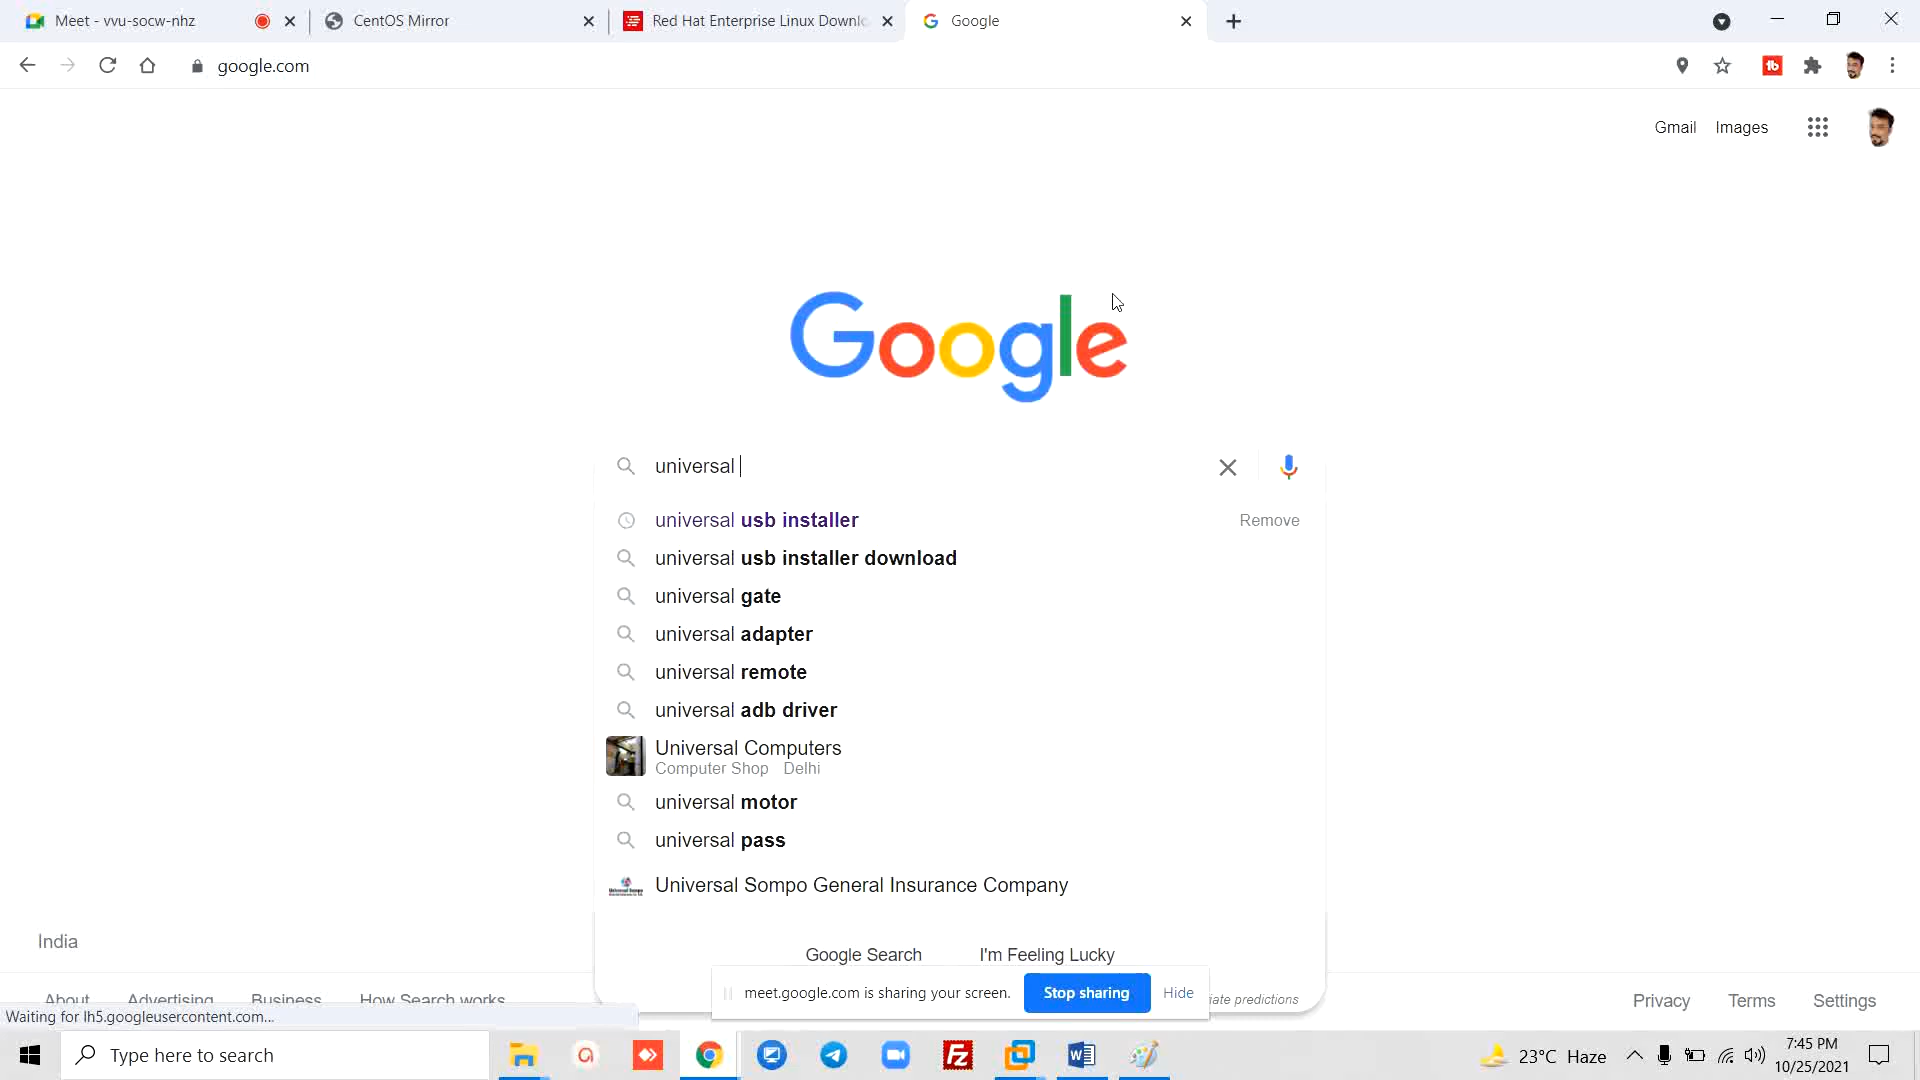 Meet - vvu-socw-nhz
CentOS Mirror
Red Hat Enterprise Linux Downlo
Google
google.com
Gmail
Images
Google
universal
universal usb installer
Remove
universal usb installer download
universal gate
universal adapter
universal remote
universal adb driver
Universal Computers
Computer Shop Delhi
universal motor
universal pass
Universal Sompo General Insurance Company
India
Google Search
I'm Feeling Lucky
meet.google.com is sharing your screen.
Stop sharing
Hide
iate predictions
About
Advertising
Business
How Search works
Privacy
Terms
Settings
Waiting for lh5.googleusercontent.com...
Type here to search
23°C Haze
7:45 PM
10/25/2021